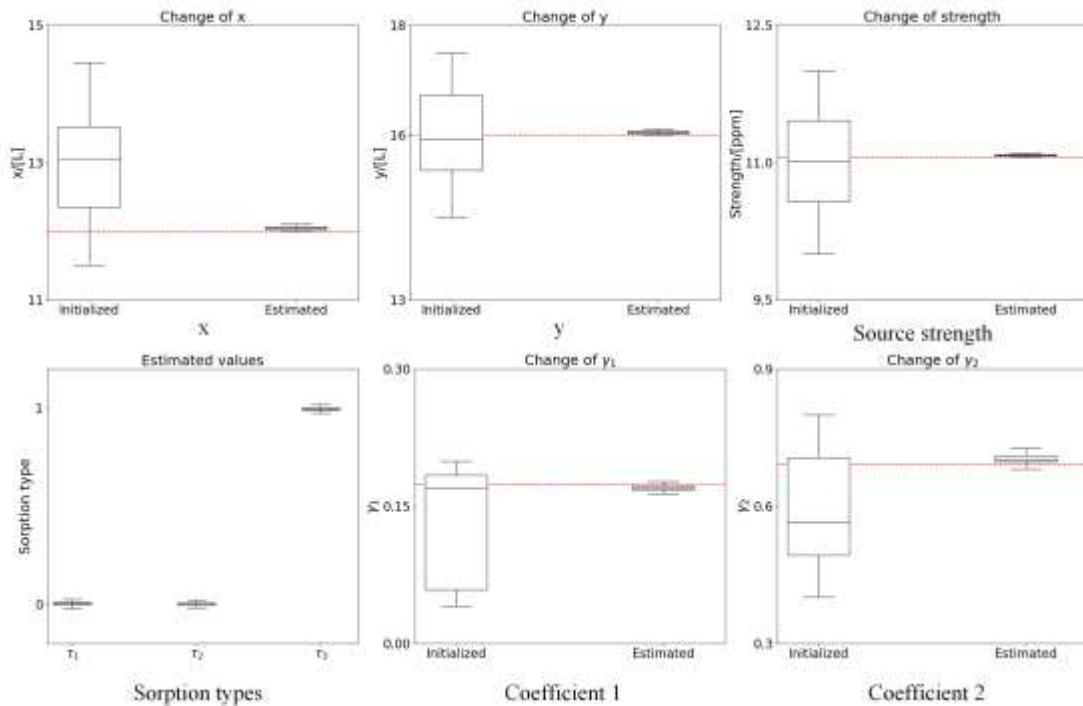 Change of x
15
13
11
x/[L]
Initialized
Estimated
x
Change of y
18
16
13
y/[L]
Initialized
Estimated
y
Change of strength
12.5
11.0
9.5
Strength/[ppm]
Initialized
Estimated
Source strength
Estimated values
1
0
Sorption type
τ₁
τ₂
τ₃
Sorption types
Change of γ₁
0.30
0.15
0.00
γ₁
Initialized
Estimated
Coefficient 1
Change of γ₂
0.9
0.6
0.3
γ₂
Initialized
Estimated
Coefficient 2